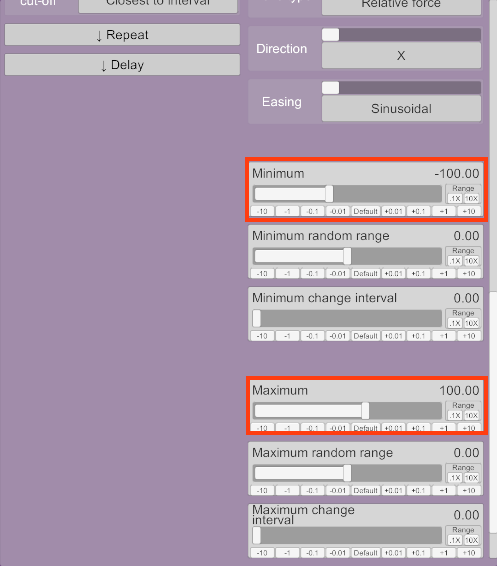 cut-off
Closest to interval
↓ Repeat
↓ Delay
Relative force
Direction
X
Easing
Sinusoidal
Minimum -100.00
Range
.1X 10X
-10 -1 -0.1 -0.01 Default +0.01 +0.1 +1 +10
Minimum random range 0.00
Range
.1X 10X
-10 -1 -0.1 -0.01 Default +0.01 +0.1 +1 +10
Minimum change interval 0.00
Range
.1X 10X
-10 -1 -0.1 -0.01 Default +0.01 +0.1 +1 +10
Maximum 100.00
Range
.1X 10X
-10 -1 -0.1 -0.01 Default +0.01 +0.1 +1 +10
Maximum random range 0.00
Range
.1X 10X
-10 -1 -0.1 -0.01 Default +0.01 +0.1 +1 +10
Maximum change
interval 0.00
Range
.1X 10X
-10 -1 -0.1 -0.01 Default +0.01 +0.1 +1 +10